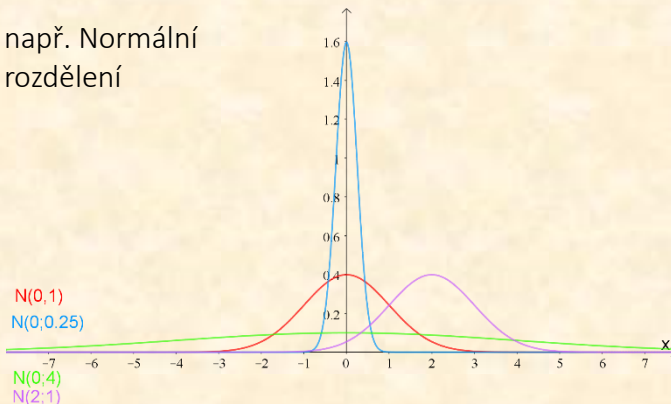 např. Normální
rozdělení
1.6
1.4
1.2
1
0.8
0.6
0.4
0.2
N(0,1)
N(0;0.25)
x
-7 -6 -5 -4 -3 -2 -1 0 1 2 3 4 5 6 7
N(0;4)
N(2;1)